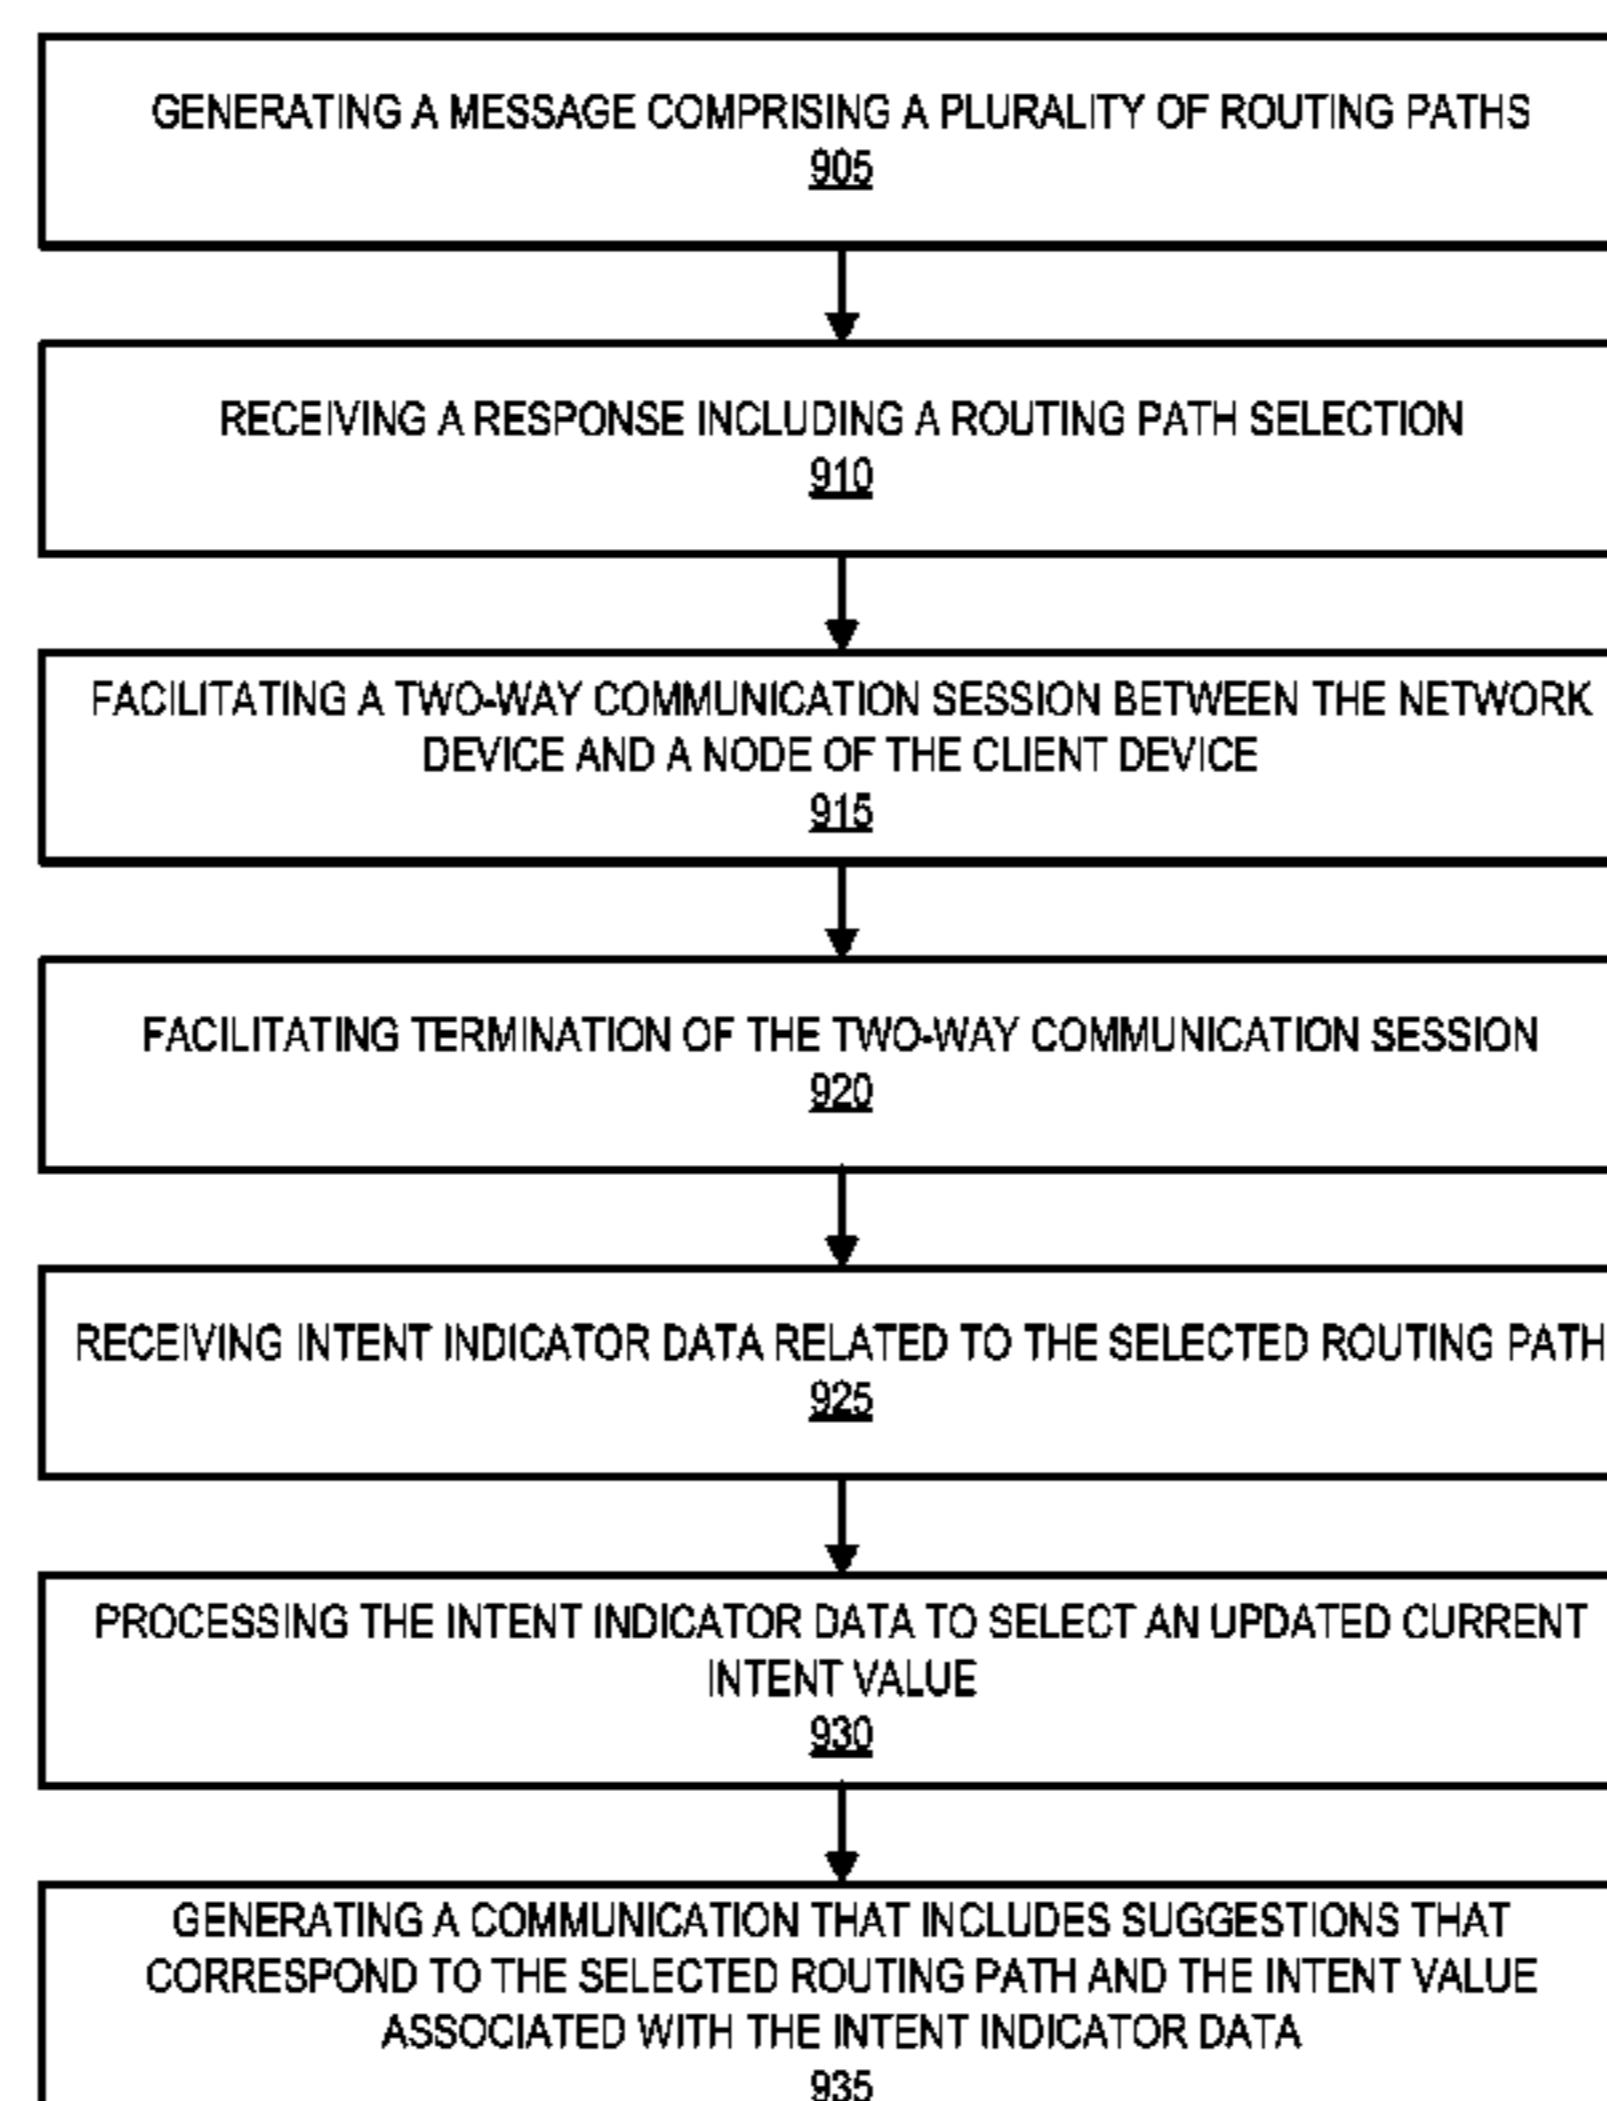 GENERATING A MESSAGE COMPRISING A PLURALITY OF ROUTING PATHS
905
RECEIVING A RESPONSE INCLUDING A ROUTING PATH SELECTION
910
FACILITATING A TWO-WAY COMMUNICATION SESSION BETWEEN THE NETWORK
DEVICE AND A NODE OF THE CLIENT DEVICE
915
FACILITATING TERMINATION OF THE TWO-WAY COMMUNICATION SESSION
920
RECEIVING INTENT INDICATOR DATA RELATED TO THE SELECTED ROUTING PATH
925
PROCESSING THE INTENT INDICATOR DATA TO SELECT AN UPDATED CURRENT
INTENT VALUE
930
GENERATING A COMMUNICATION THAT INCLUDES SUGGESTIONS THAT
CORRESPOND TO THE SELECTED ROUTING PATH AND THE INTENT VALUE
ASSOCIATED WITH THE INTENT INDICATOR DATA
935